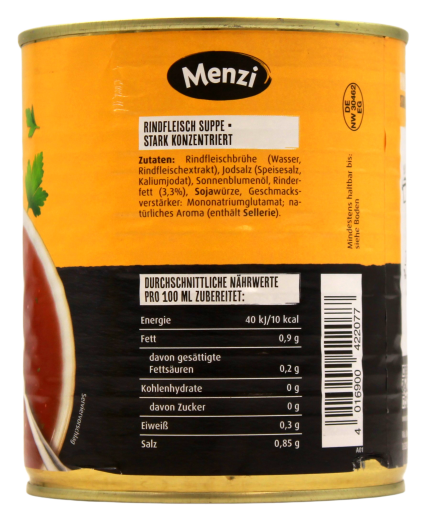 Menzi
DE
NW 30462
EG
RINDFLEISCH SUPPE •
STARK KONZENTRIERT
Zutaten: Rindfleischbrühe (Wasser,
Rindfleischextrakt), Jodsalz (Speisesalz,
Kaliumjodat), Sonnenblumenöl, Rinder-
fett (3,3%), Sojawürze, Geschmacks-
verstärker: Mononatriumglutamat; na-
türliches Aroma (enthält Sellerie).
Mindestens haltbar bis:
siehe Boden
DURCHSCHNITTLICHE NÄHRWERTE
PRO 100 ML ZUBEREITET:
Energie 40 kJ/10 kcal
Fett 0,9 g
davon gesättigte
Fettsäuren 0,2 g
Kohlenhydrate 0 g
davon Zucker 0 g
Eiweiß 0,3 g
Salz 0,85 g
4 016900 422077
Serviervorschlag